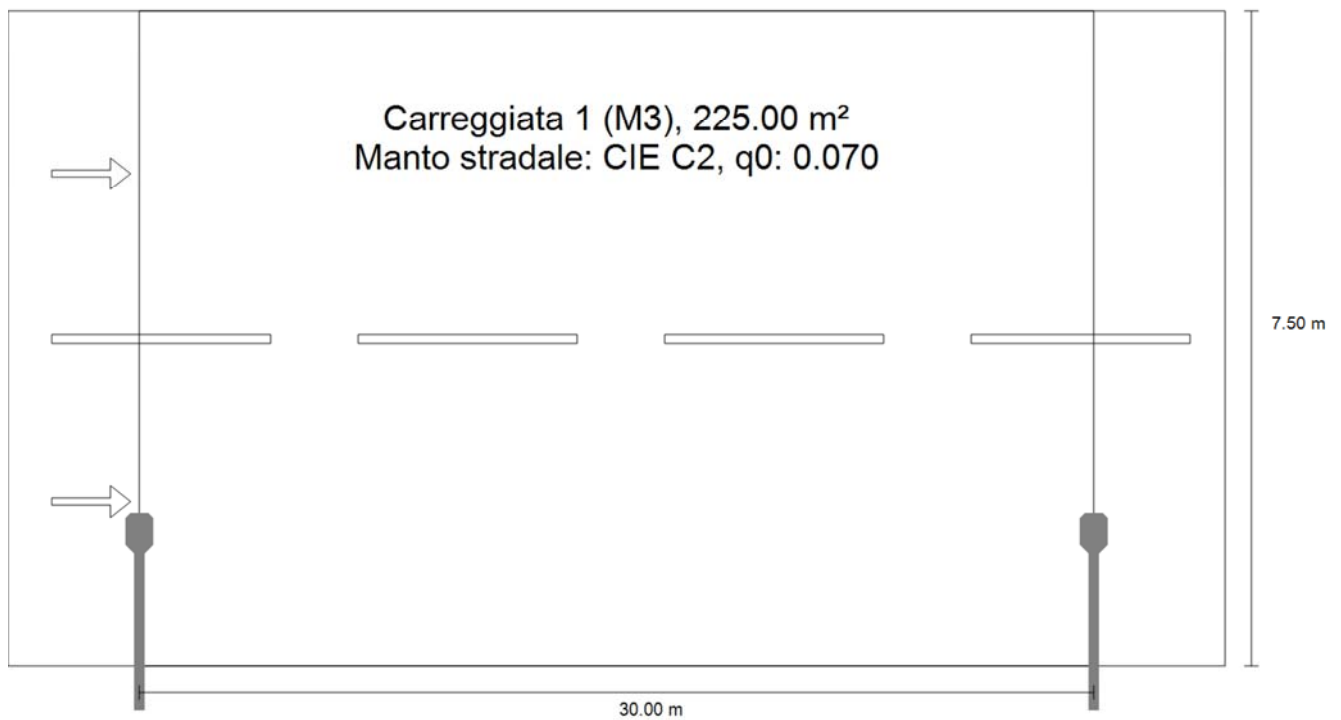 Carreggiata 1 (M3), 225.00 m²
Manto stradale: CIE C2, q0: 0.070
7.50 m
30.00 m